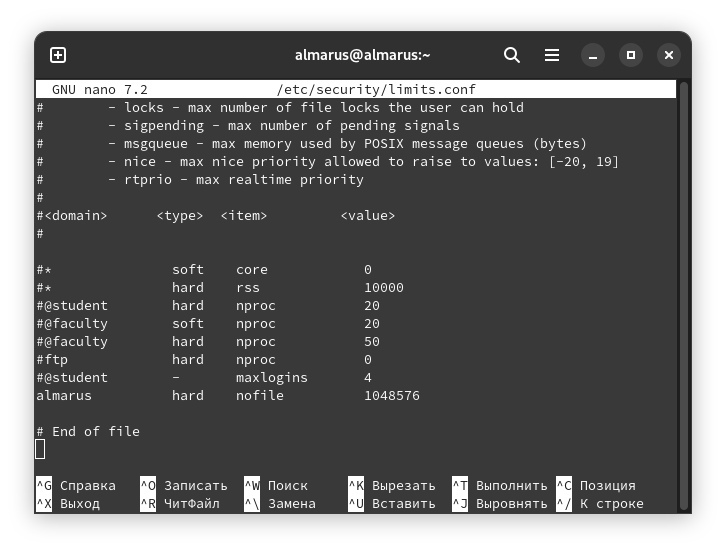 almarus@almarus:~
GNU nano 7.2 /etc/security/limits.conf
# - locks - max number of file locks the user can hold
# - sigpending - max number of pending signals
# - msgqueue - max memory used by POSIX message queues (bytes)
# - nice - max nice priority allowed to raise to values: [-20, 19]
# - rtprio - max realtime priority
#
#<domain> <type> <item> <value>
#
#* soft core 0
#* hard rss 10000
#@student hard nproc 20
#@faculty soft nproc 20
#@faculty hard nproc 50
#ftp hard nproc 0
#@student - maxlogins 4
almarus hard nofile 1048576
# End of file
^G Справка ^O Записать ^W Поиск ^K Вырезать ^T Выполнить ^C Позиция
^X Выход ^R ЧитФайл ^\ Замена ^U Вставить ^J Выровнять ^/ К строке